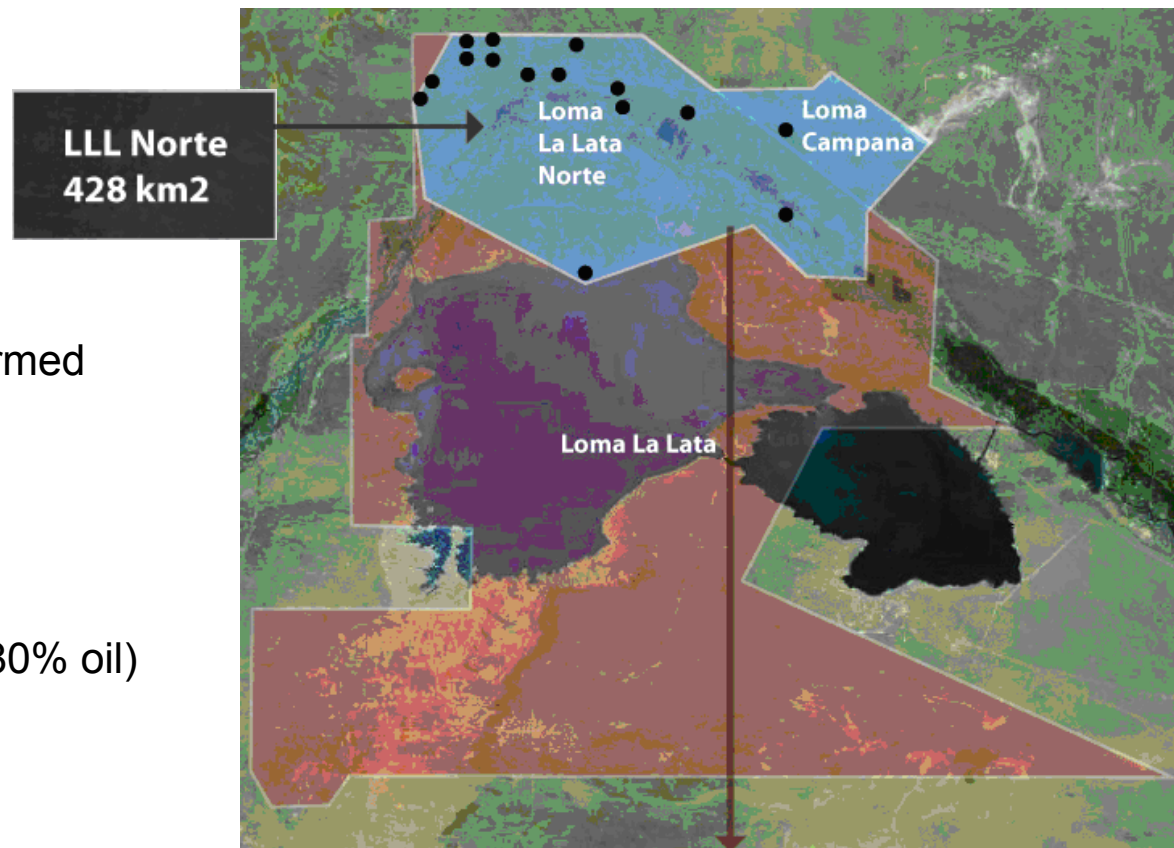 LLL Norte
428 km2
Loma
La Lata
Norte
Loma
Campana
rmed
Loma La Lata
30% oil)